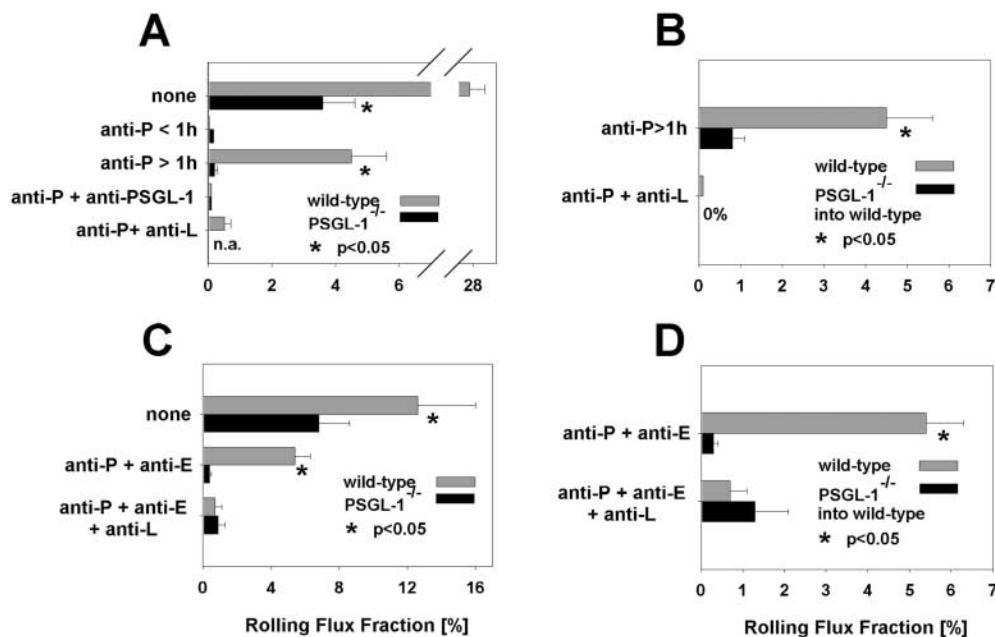 A
none
anti-P < 1h
anti-P > 1h
anti-P + anti-PSGL-1
anti-P+ anti-L
n.a.
wild-type
PSGL-1-/-
* p<0.05
*
*
0 2 4 6 28
B
anti-P>1h
anti-P + anti-L
0%
*
wild-type
PSGL-1-/-
into wild-type
* p<0.05
0 1 2 3 4 5 6 7
C
none
anti-P + anti-E
anti-P + anti-E
+ anti-L
*
*
wild-type
PSGL-1-/-
* p<0.05
0 4 8 12 16
Rolling Flux Fraction [%]
D
anti-P + anti-E
anti-P + anti-E
+ anti-L
*
wild-type
PSGL-1-/-
into wild-type
* p<0.05
0 1 2 3 4 5 6 7
Rolling Flux Fraction [%]